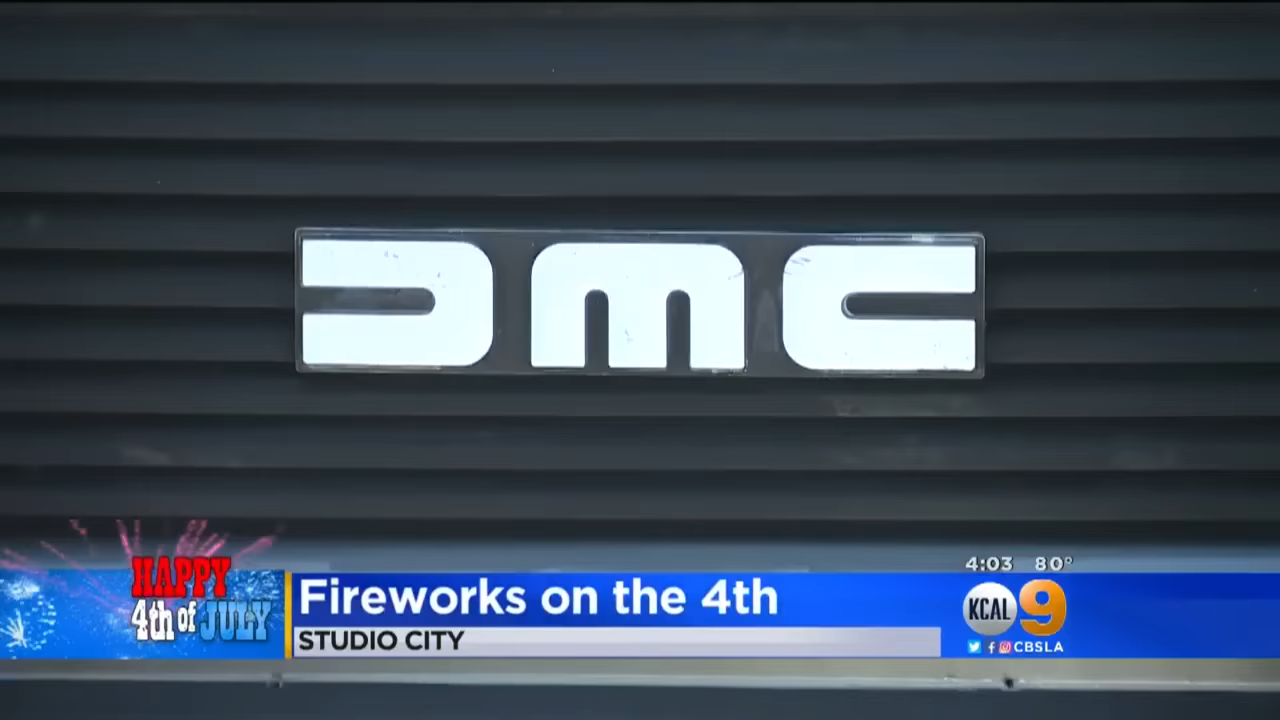 DMC
HAPPY
4th of JULY
Fireworks on the 4th
STUDIO CITY
4:03 80°
KCAL 9
CBSLA